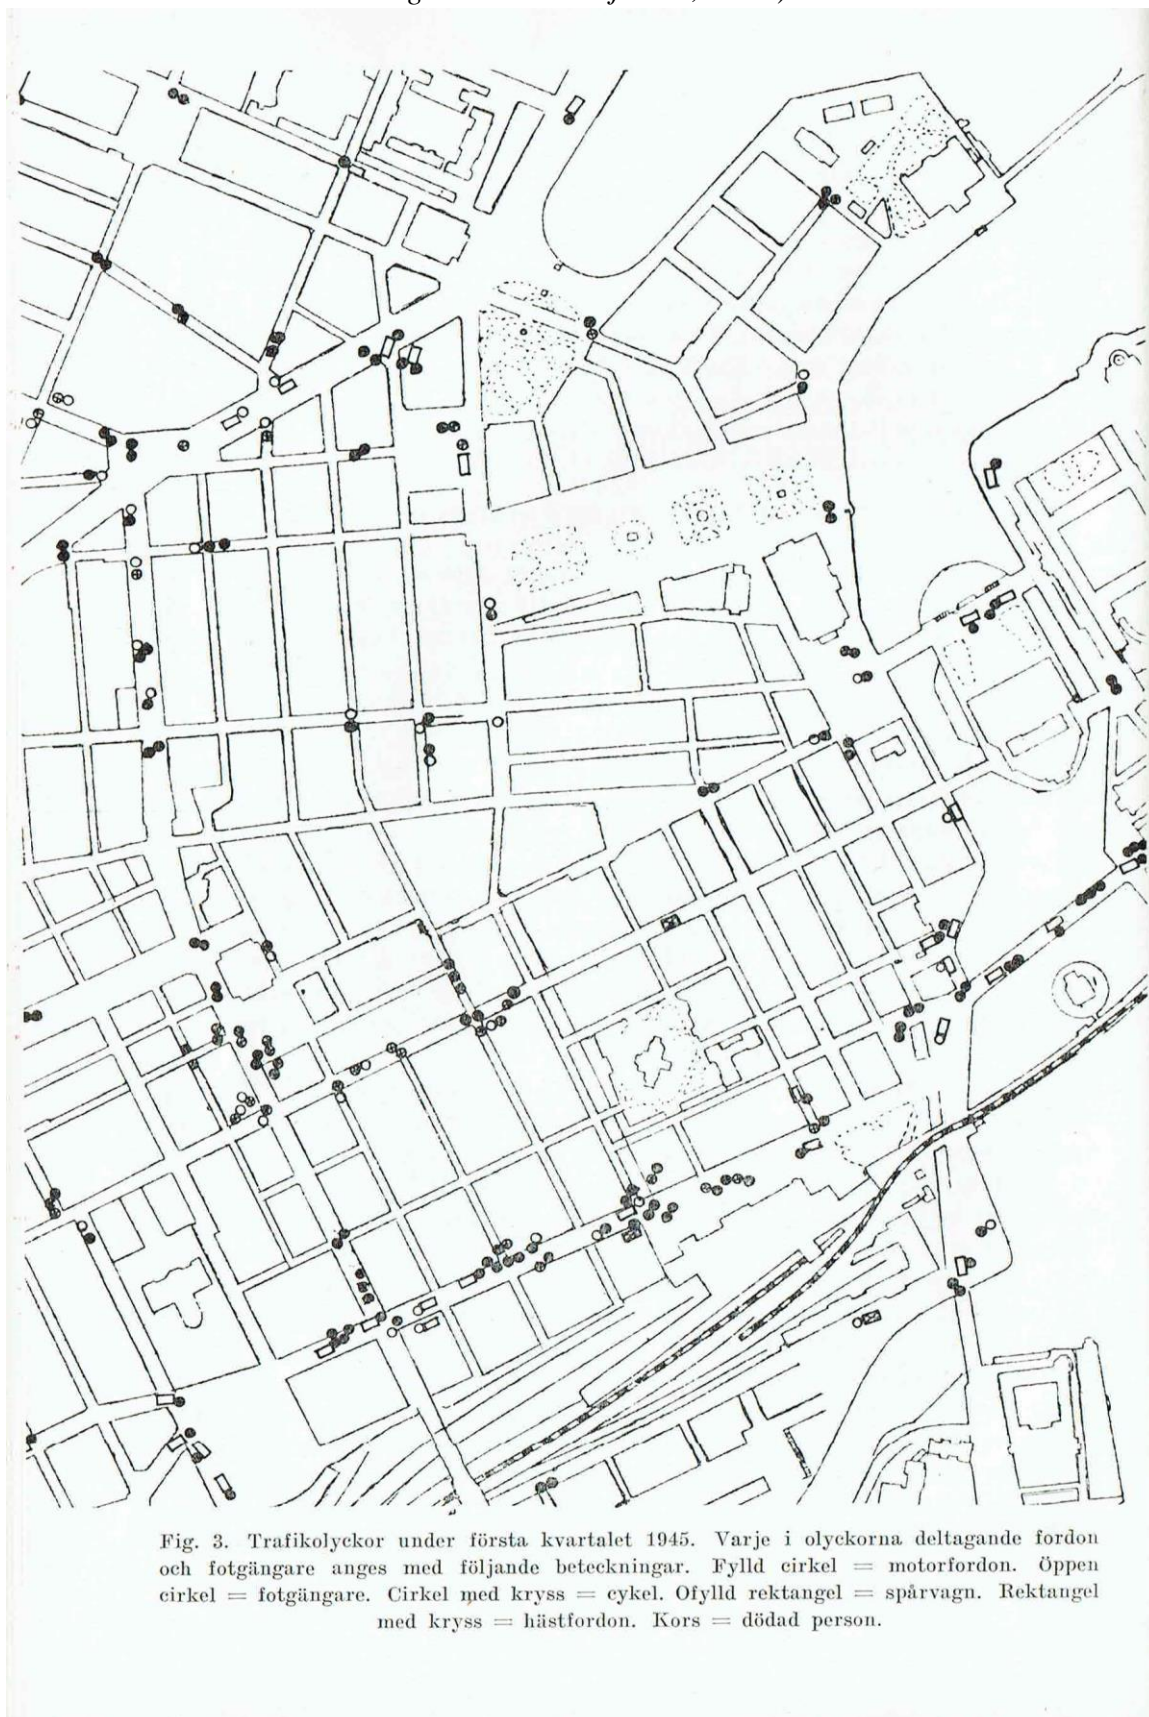 Fig. 3. Trafikolyckor under första kvartalet 1945. Varje i olyckorna deltagande fordon
och fotgängare anges med följande beteckningar. Fylld cirkel = motorfordon. Öppen
cirkel = fotgängare. Cirkel med kryss = cykel. Ofylld rektangel = spårvagn. Rektangel
med kryss = hästfordon. Kors = dödad person.